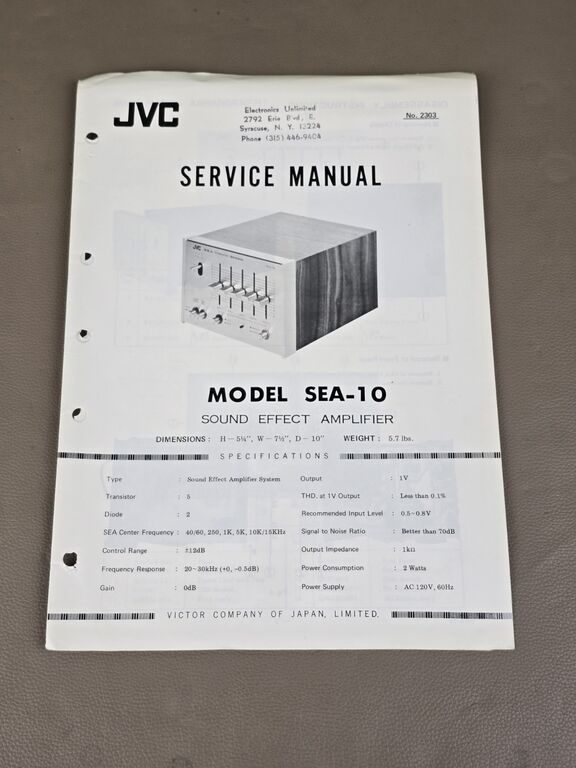 JVC
Electronics Unlimited
2792 Erie Blvd. E.
Syracuse, N. Y. 13224
Phone (315) 446-9404
No. 2303
SERVICE MANUAL
JVC
MODEL SEA-10
SOUND EFFECT AMPLIFIER
DIMENSIONS : H – 5¼", W – 7½", D – 10" WEIGHT : 5.7 lbs.
SPECIFICATIONS
Type : Sound Effect Amplifier System
Transistor : 5
Diode : 2
SEA Center Frequency : 40/60, 250, 1K, 5K, 10K/15KHz
Control Range : ±12dB
Frequency Response : 20~30kHz (+0, –0.5dB)
Gain : 0dB
Output : 1V
THD. at 1V Output : Less than 0.1%
Recommended Input Level : 0.5~0.8V
Signal to Noise Ratio : Better than 70dB
Output Impedance : 1kΩ
Power Consumption : 2 Watts
Power Supply : AC 120V, 60Hz
VICTOR COMPANY OF JAPAN, LIMITED.